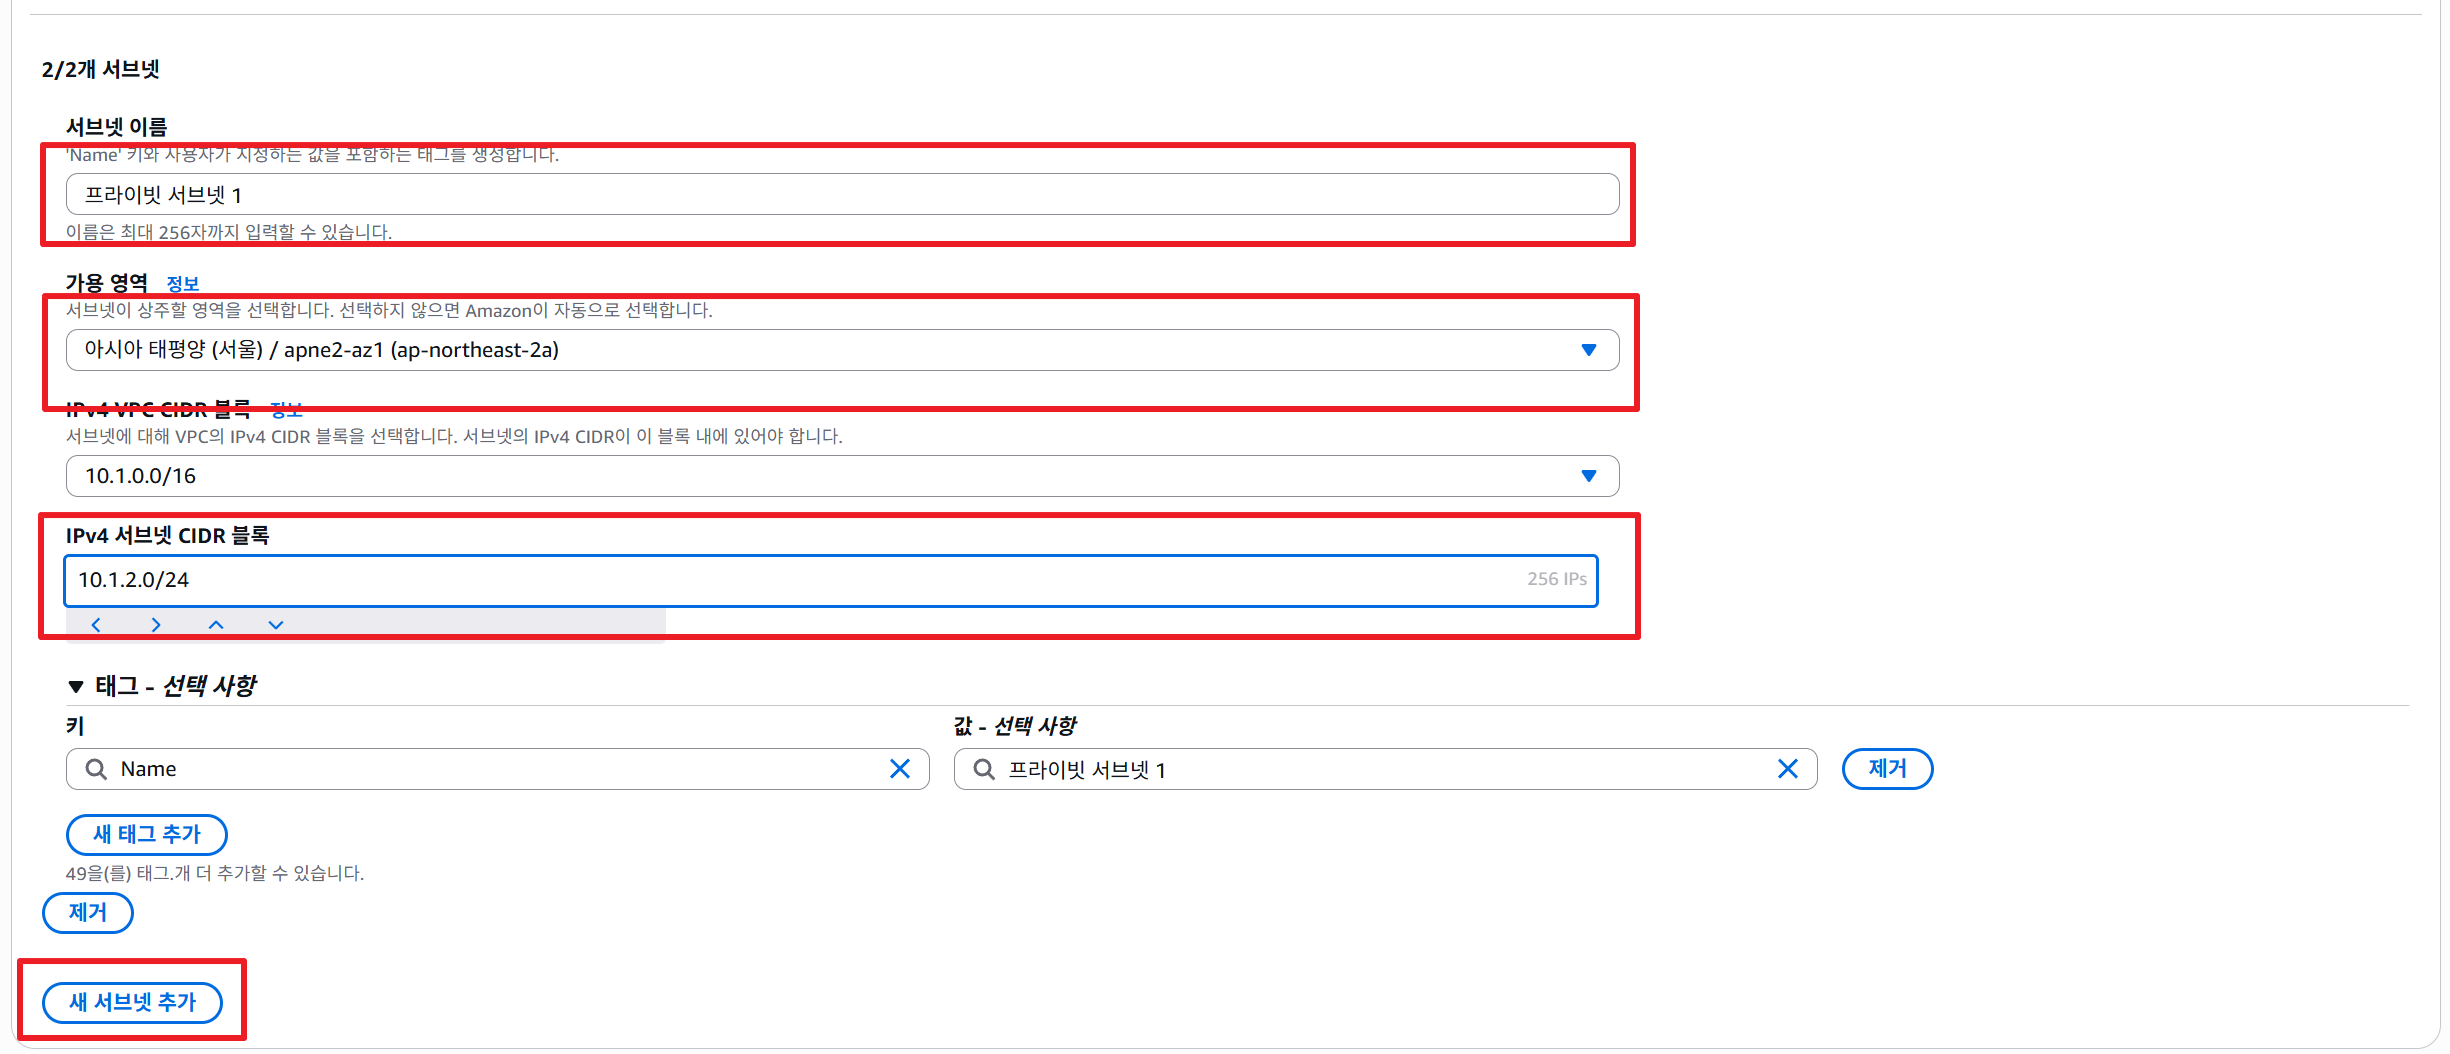 2/2개 서브넷
서브넷 이름
'Name' 키와 사용자가 지정하는 값을 포함하는 태그를 생성합니다.
프라이빗 서브넷 1
이름은 최대 256자까지 입력할 수 있습니다.
가용 영역 정보
서브넷이 상주할 영역을 선택합니다. 선택하지 않으면 Amazon이 자동으로 선택합니다.
아시아 태평양 (서울) / apne2-az1 (ap-northeast-2a)
IPv4 VPC CIDR 블록 정보
서브넷에 대해 VPC의 IPv4 CIDR 블록을 선택합니다. 서브넷의 IPv4 CIDR이 이 블록 내에 있어야 합니다.
10.1.0.0/16
IPv4 서브넷 CIDR 블록
10.1.2.0/24 256 IPs
태그 - 선택 사항
키 값 - 선택 사항
Name 프라이빗 서브넷 1 제거
새 태그 추가
49을(를) 태그.개 더 추가할 수 있습니다.
제거
새 서브넷 추가